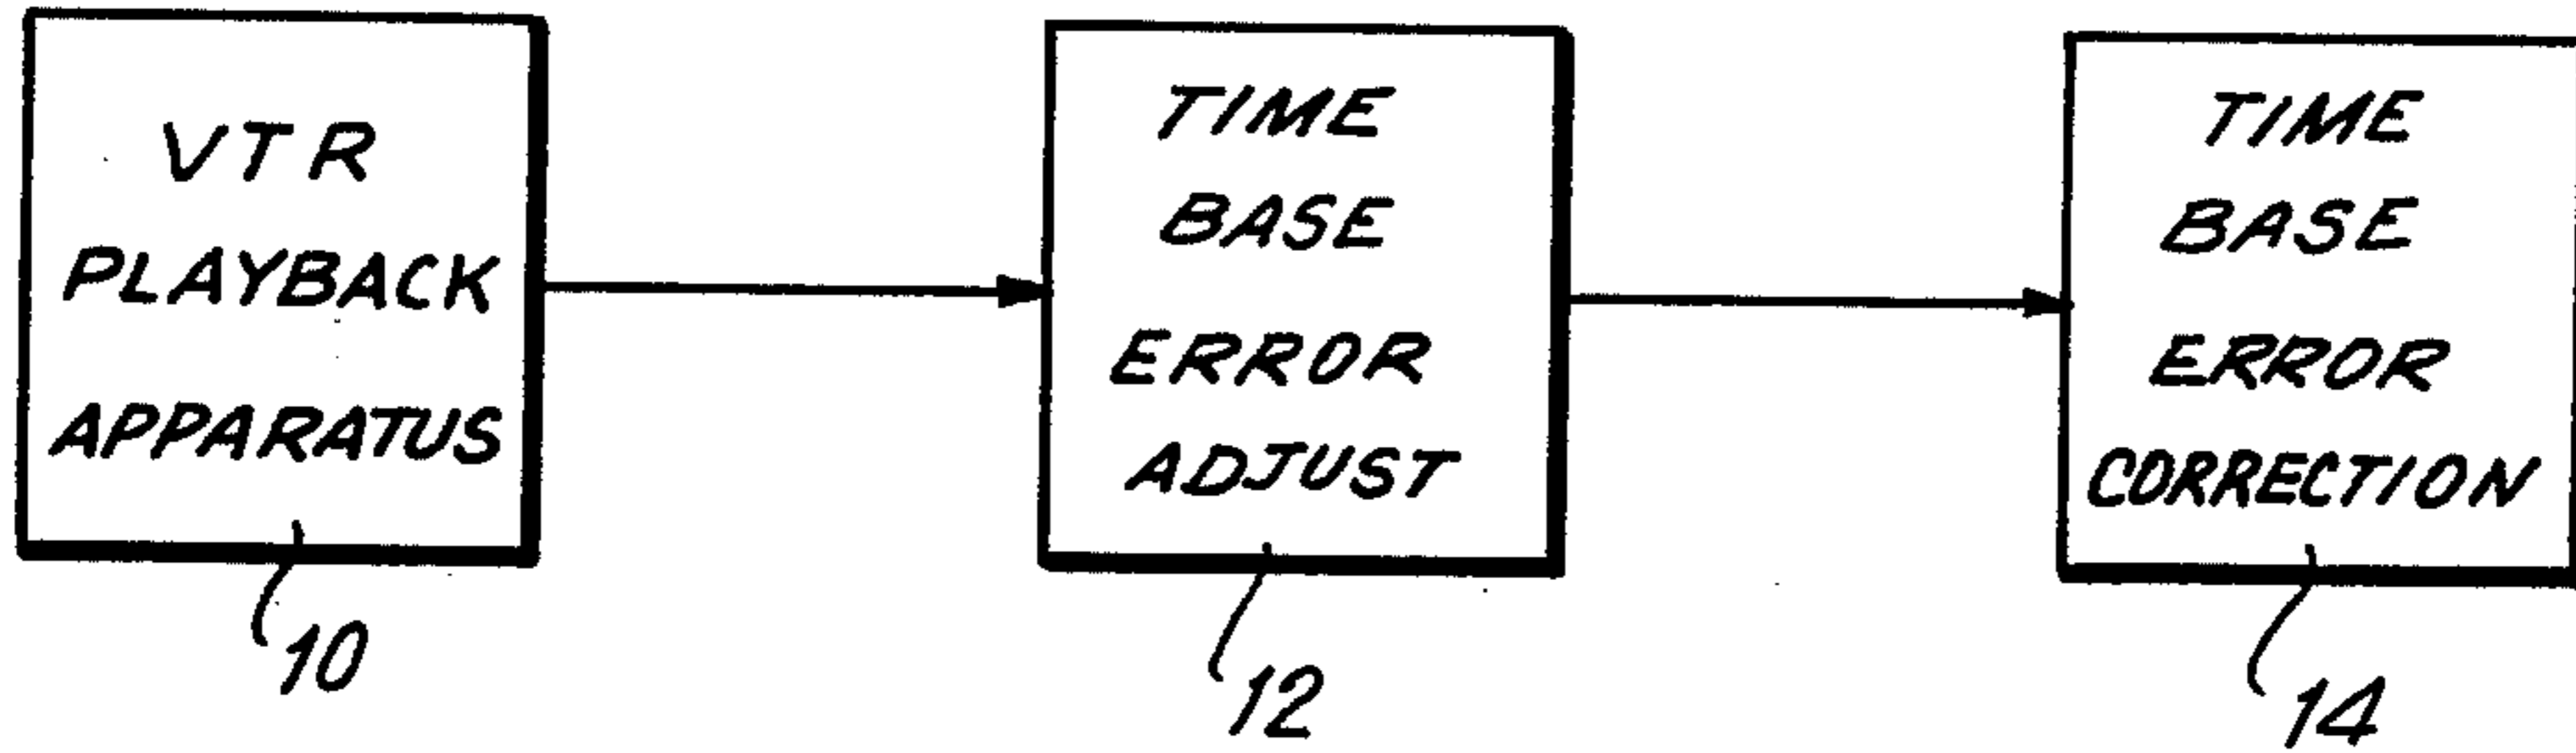 VTR
PLAYBACK
APPARATUS
10
TIME
BASE
ERROR
ADJUST
12
TIME
BASE
ERROR
CORRECTION
14